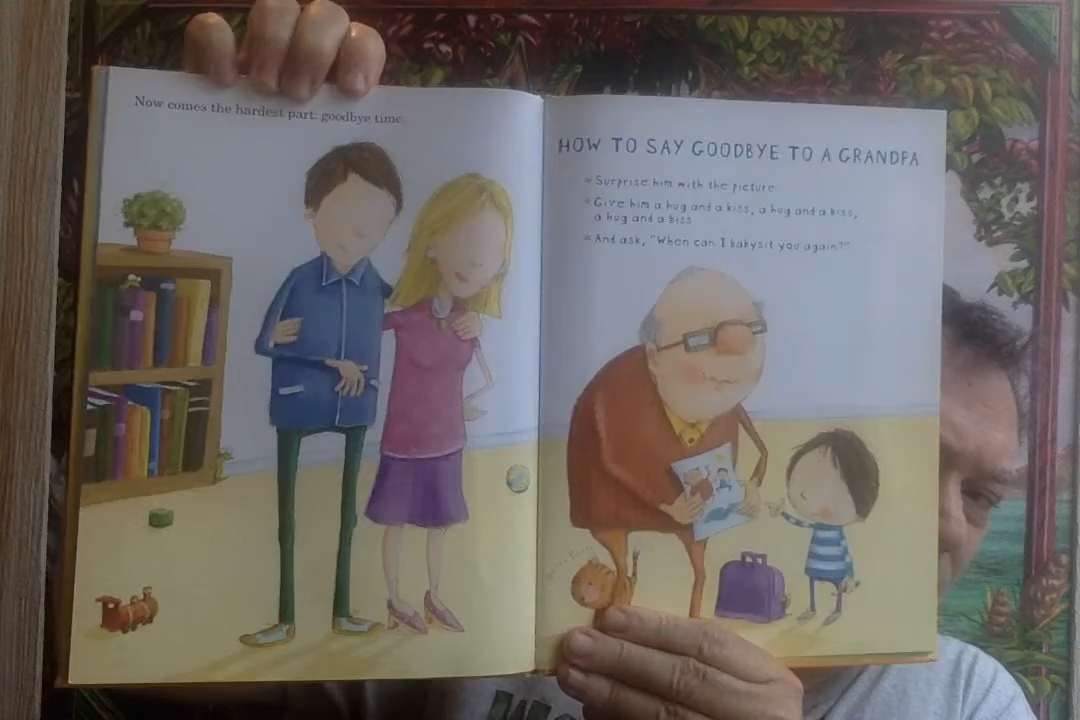 Now comes the hardest part: goodbye time.
HOW TO SAY GOODBYE TO A GRANDPA
Surprise him with the picture
Give him a hug and a kiss, a hug and a kiss,
a hug and a kiss
And ask, "When can I babysit you again?"